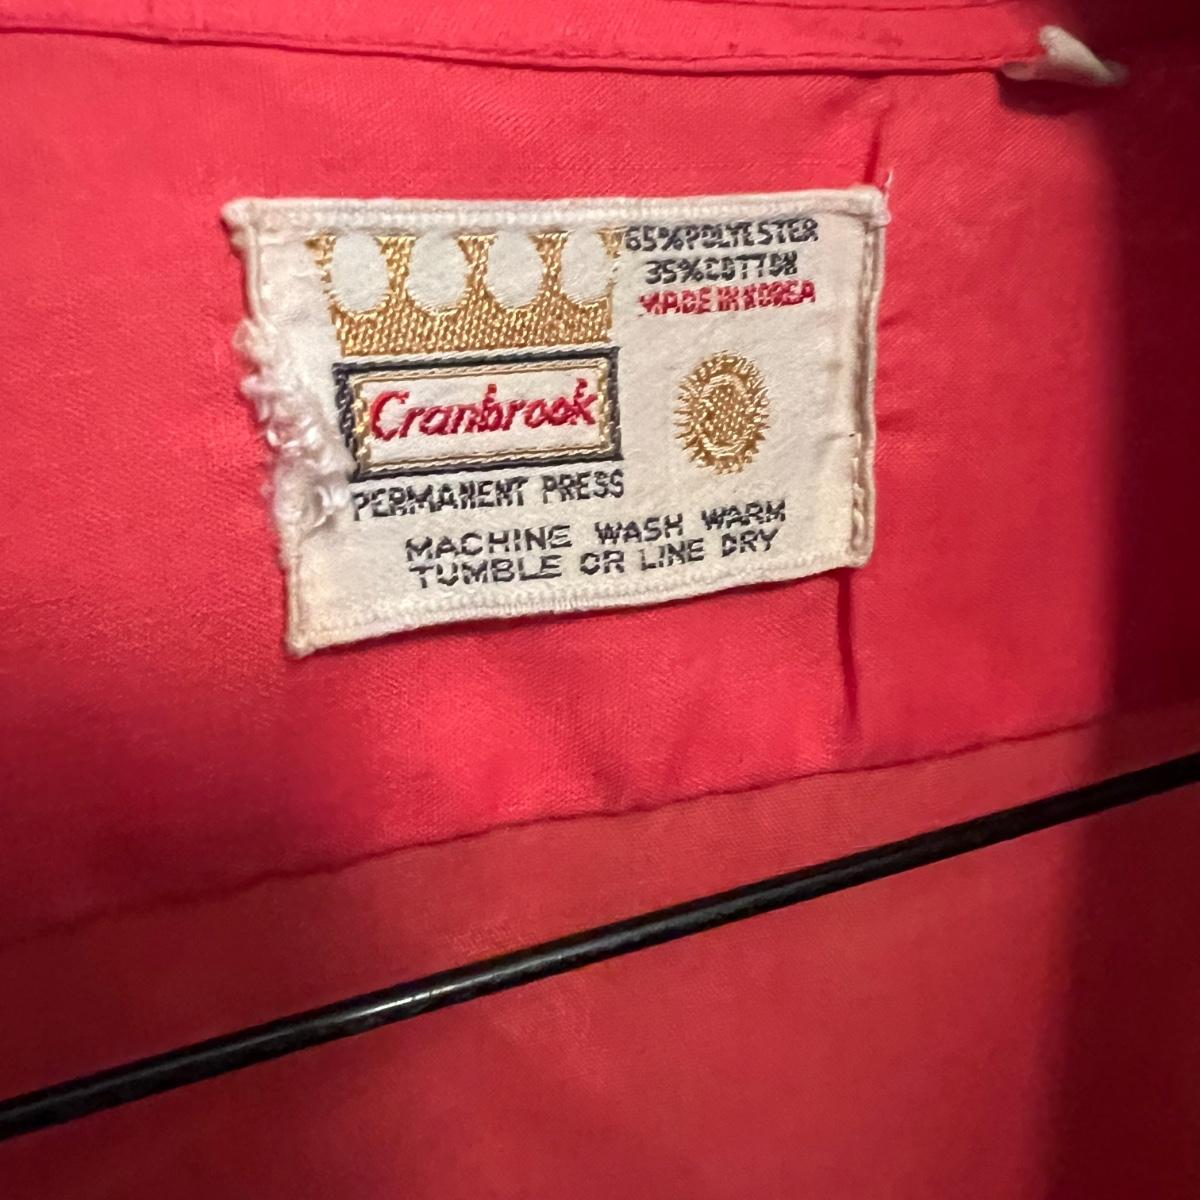 65% POLYESTER
35% COTTON
MADE IN KOREA
Cranbrook
PERMANENT PRESS
MACHINE WASH WARM
TUMBLE OR LINE DRY